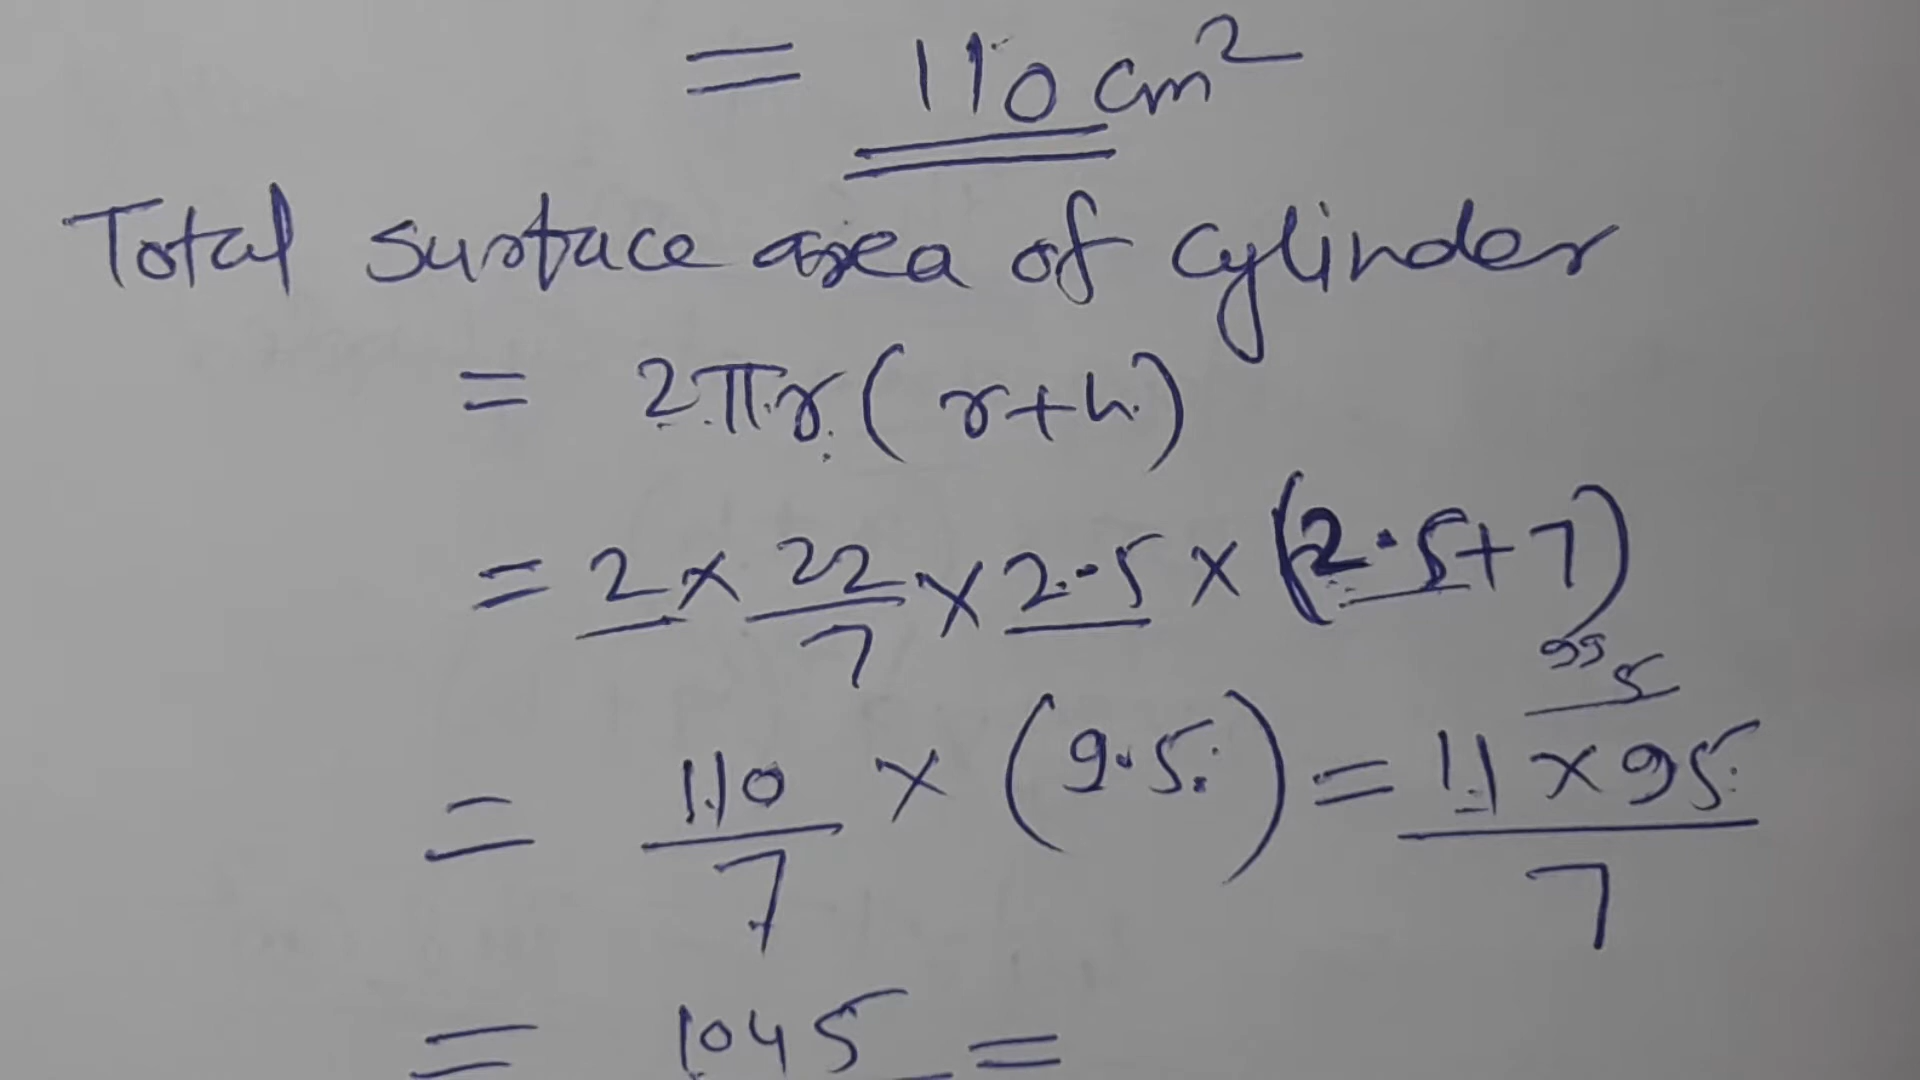 = 110 cm²
Total surface area of cylinder
= 2πr(r+h)
= 2 × 22/7 × 2.5 × (2.5+7)
= 110/7 × (9.5) = 11 × 95/7
= 1045 =